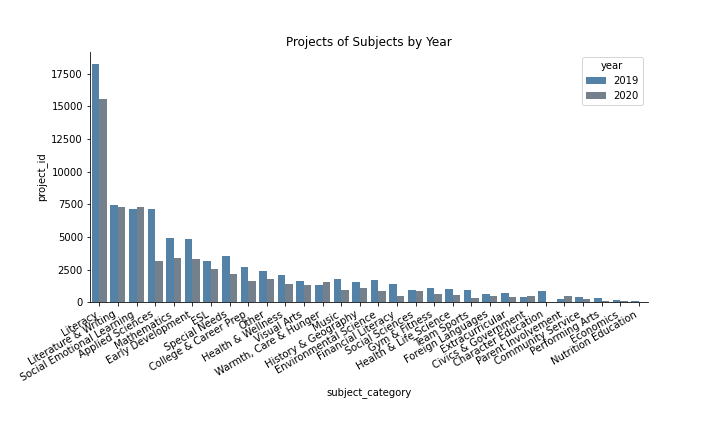 Projects of Subjects by Year
year
2019
2020
project_id
17500
15000
12500
10000
7500
5000
2500
0
Literacy
Literature & Writing
Social Emotional Learning
Applied Sciences
Mathematics
Early Development
ESL
Special Needs
College & Career Prep
Other
Health & Wellness
Visual Arts
Warmth, Care & Hunger
Music
History & Geography
Environmental Science
Financial Literacy
Social Sciences
Gym & Fitness
Health & Life Science
Team Sports
Foreign Languages
Extracurricular
Civics & Government
Character Education
Parent Involvement
Community Service
Performing Arts
Economics
Nutrition Education
subject_category